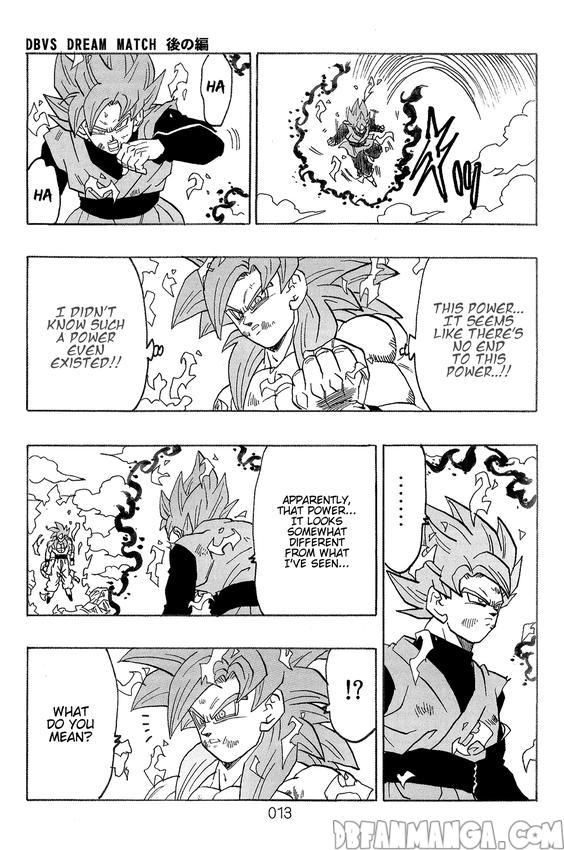 DBVS DREAM MATCH 後の編
HA
HA
THIS POWER...
IT SEEMS
LIKE THERE'S
NO END
TO THIS
POWER..!!
I DIDN'T
KNOW SUCH
A POWER
EVEN
EXISTED!!
........
APPARENTLY,
THAT POWER...
IT LOOKS
SOMEWHAT
DIFFERENT
FROM WHAT
I'VE SEEN...
!?
WHAT
DO YOU
MEAN?
013
DBFANMANGA.COM